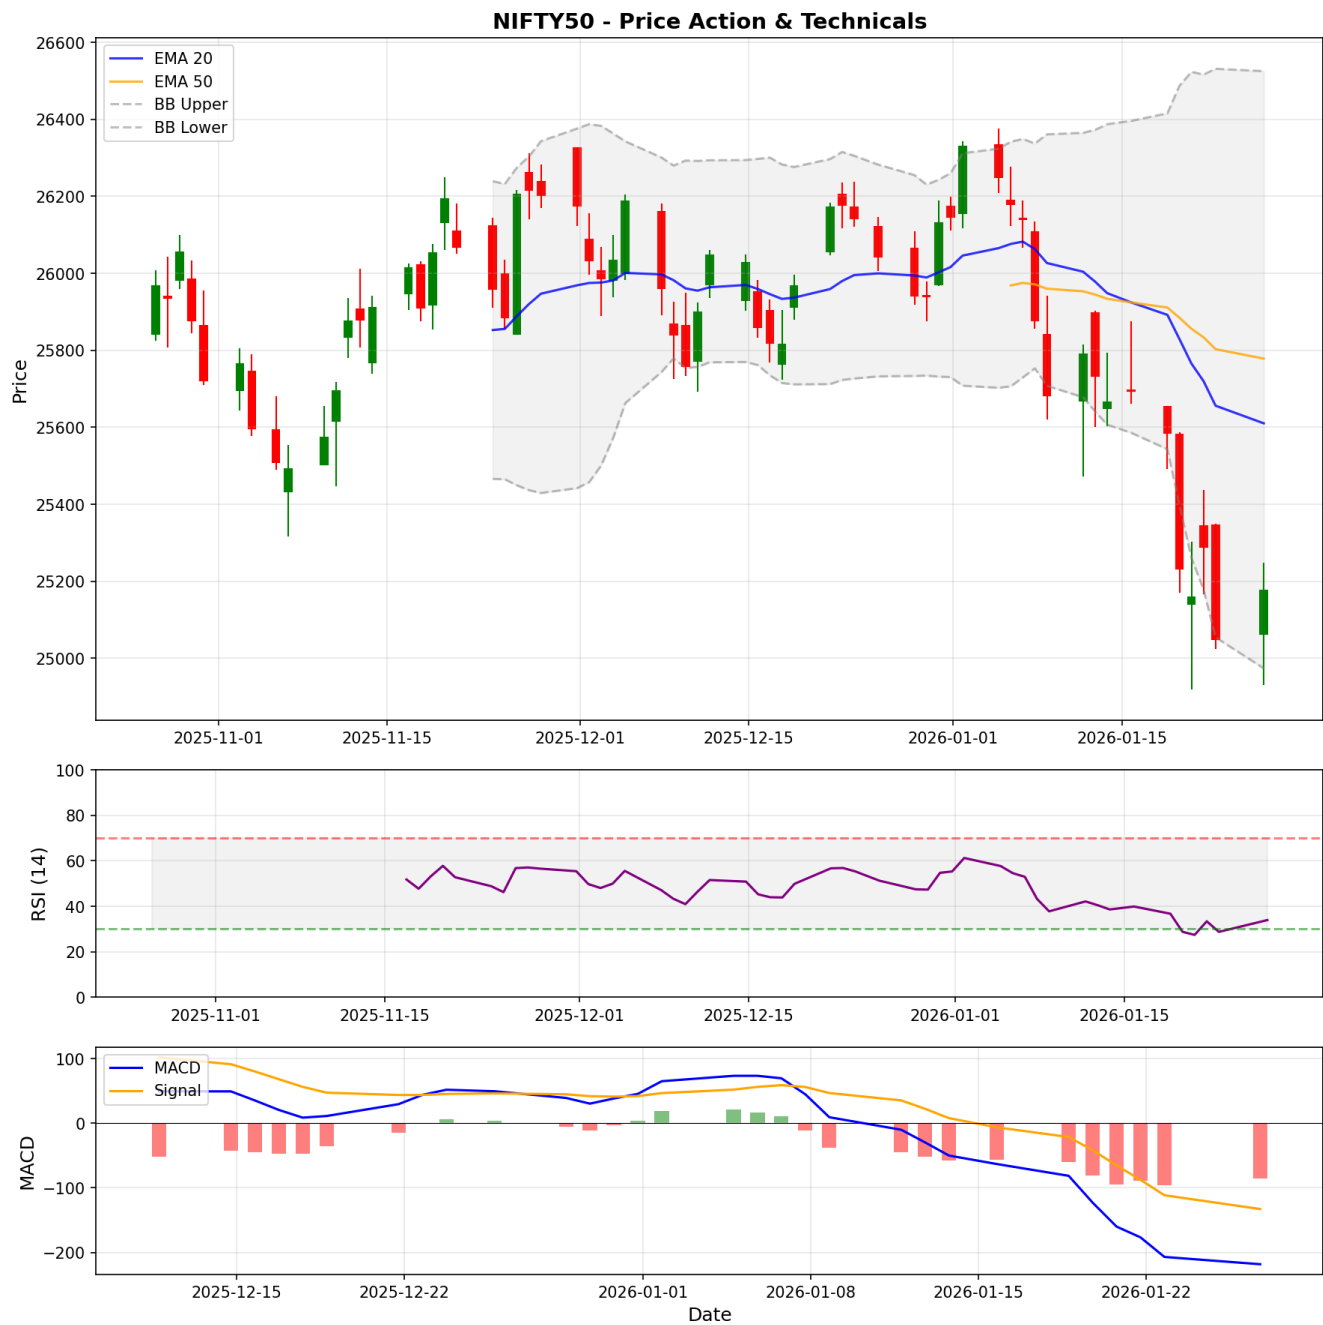 NIFTY50 - Price Action & Technicals
26600
26400
26200
26000
25800
25600
25400
25200
25000
Price
EMA 20
EMA 50
BB Upper
BB Lower
2025-11-01 2025-11-15 2025-12-01 2025-12-15 2026-01-01 2026-01-15
100
80
60
40
20
0
RSI (14)
2025-11-01 2025-11-15 2025-12-01 2025-12-15 2026-01-01 2026-01-15
100
0
−100
−200
MACD
MACD
Signal
2025-12-15 2025-12-22 2026-01-01 2026-01-08 2026-01-15 2026-01-22
Date